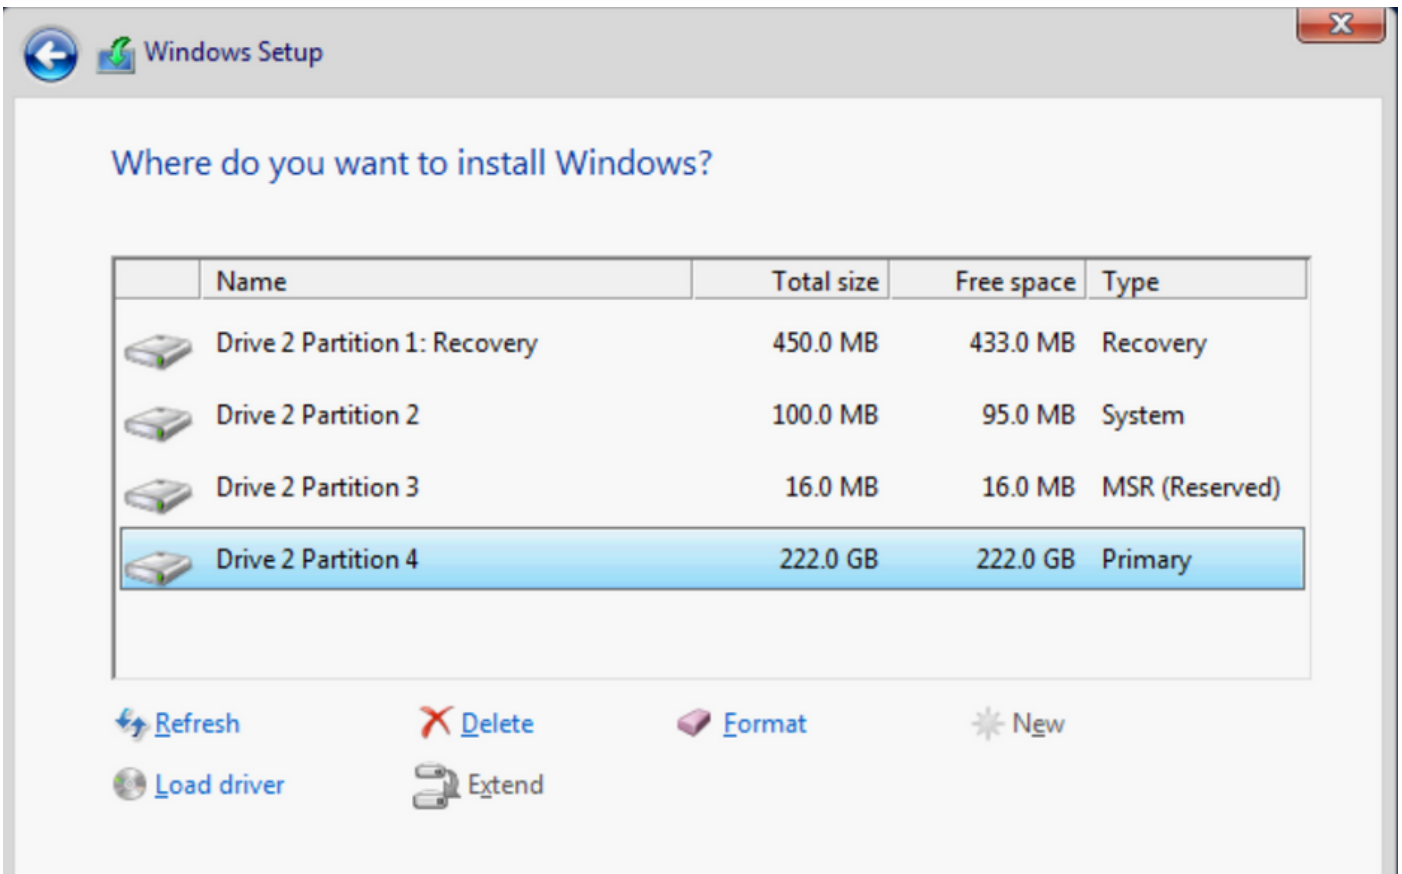 Windows Setup
Where do you want to install Windows?
Name Total size Free space Type
Drive 2 Partition 1: Recovery 450.0 MB 433.0 MB Recovery
Drive 2 Partition 2 100.0 MB 95.0 MB System
Drive 2 Partition 3 16.0 MB 16.0 MB MSR (Reserved)
Drive 2 Partition 4 222.0 GB 222.0 GB Primary
Refresh Delete Format New
Load driver Extend